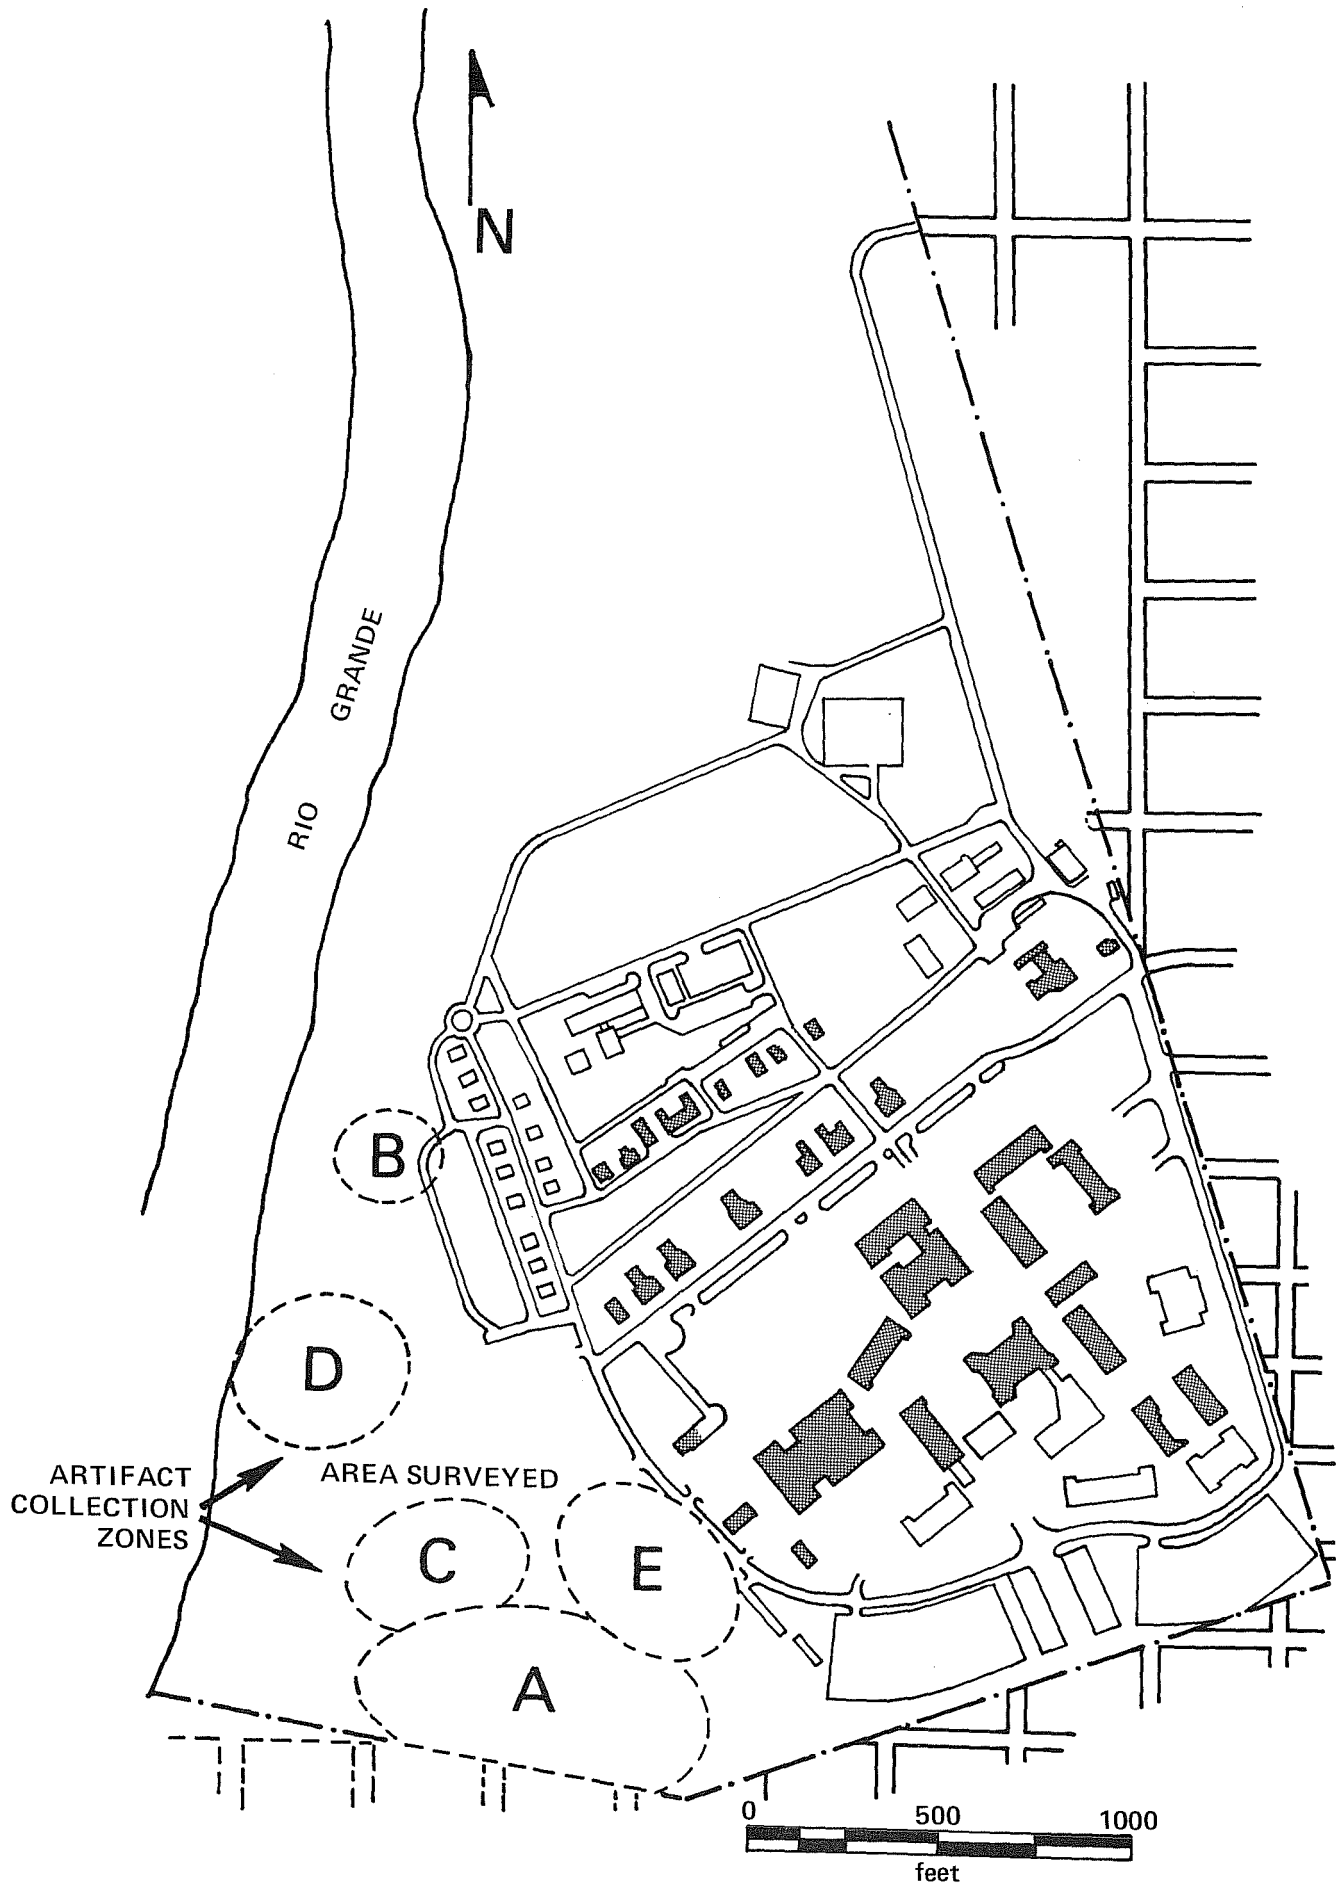 N
GRANDE
RIO
B
D
ARTIFACT
COLLECTION
ZONES
AREA SURVEYED
C
E
A
0 500 1000
feet